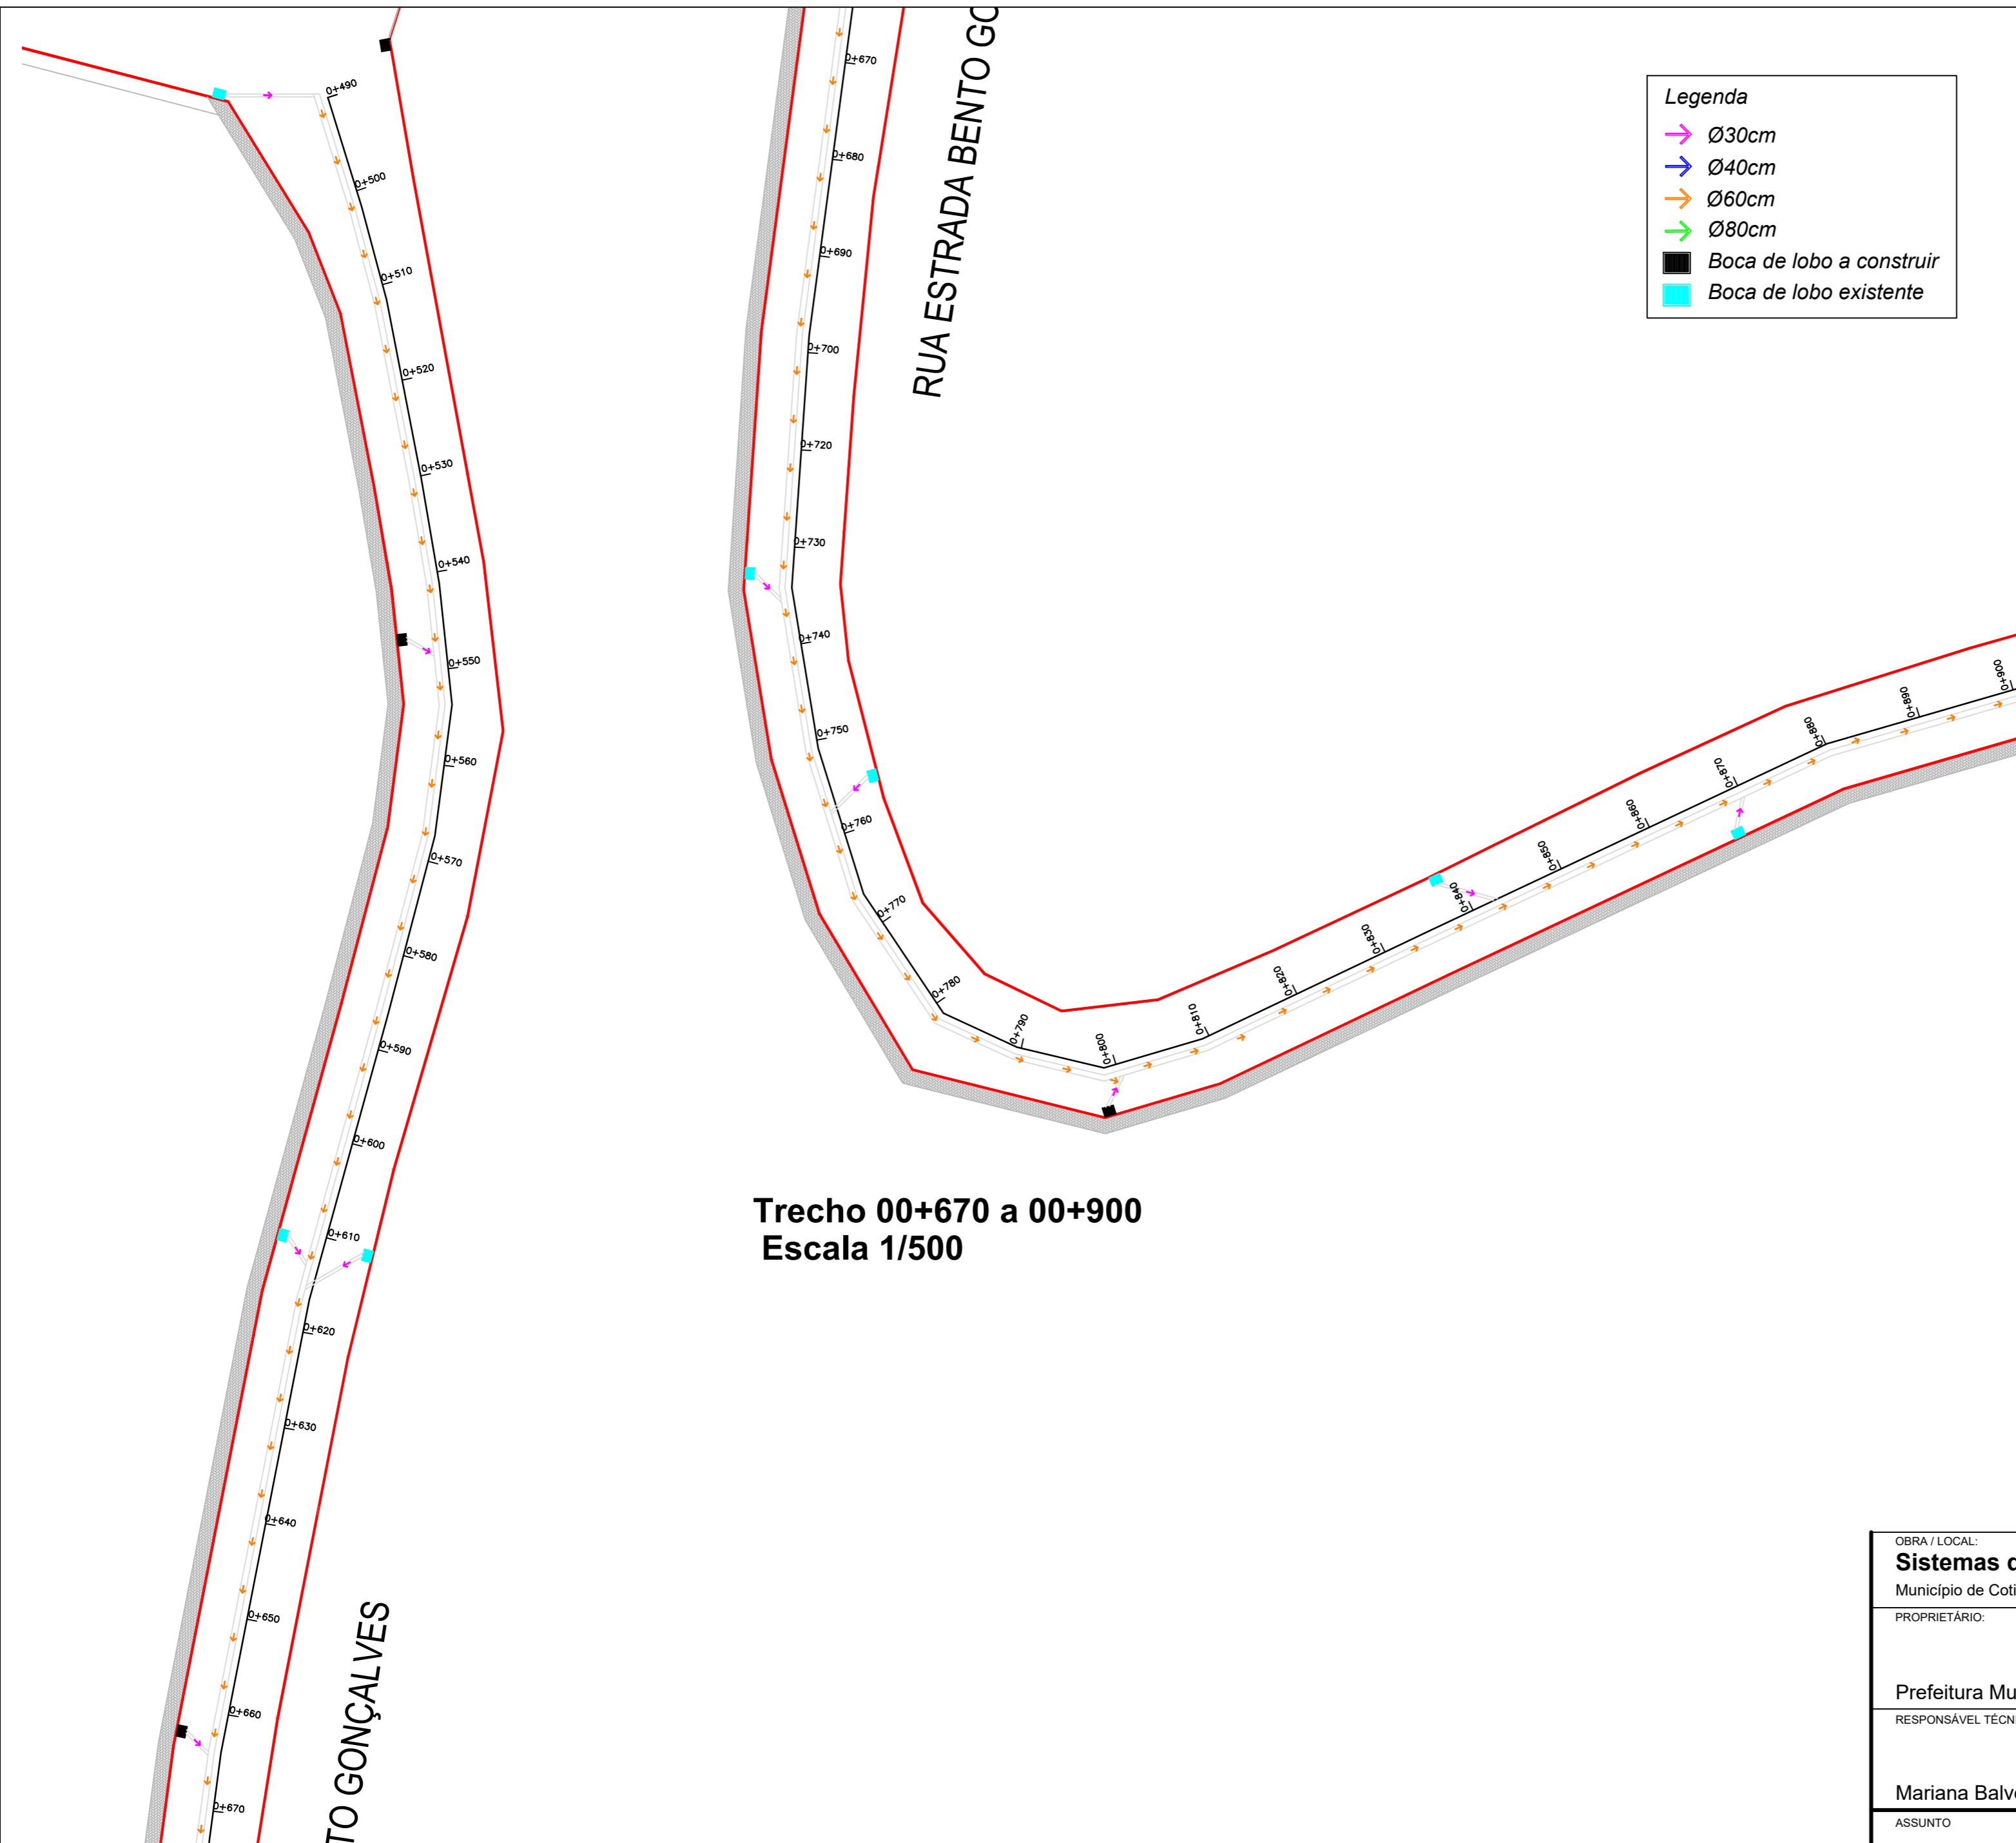 0+490
0+500
0+510
0+520
0+530
0+540
0+550
0+560
0+570
0+580
0+590
0+600
0+610
0+620
0+630
0+640
0+650
0+660
0+670
TO GONÇALVES
0+670
0+680
0+690
0+700
0+720
0+730
0+740
0+750
0+760
0+770
0+780
0+790
0+800
0+810
0+820
0+830
0+840
0+850
0+860
0+870
0+880
0+890
0+900
RUA ESTRADA BENTO GO
Legenda
Ø30cm
Ø40cm
Ø60cm
Ø80cm
Boca de lobo a construir
Boca de lobo existente
Trecho 00+670 a 00+900
Escala 1/500
OBRA / LOCAL:
Sistemas d
Município de Coti
PROPRIETÁRIO:
Prefeitura Mu
RESPONSÁVEL TÉCNI
Mariana Balv
ASSUNTO